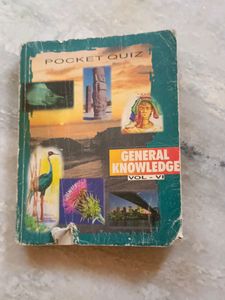 POCKET QUIZ
GENERAL
KNOWLEDGE
VOL - VI